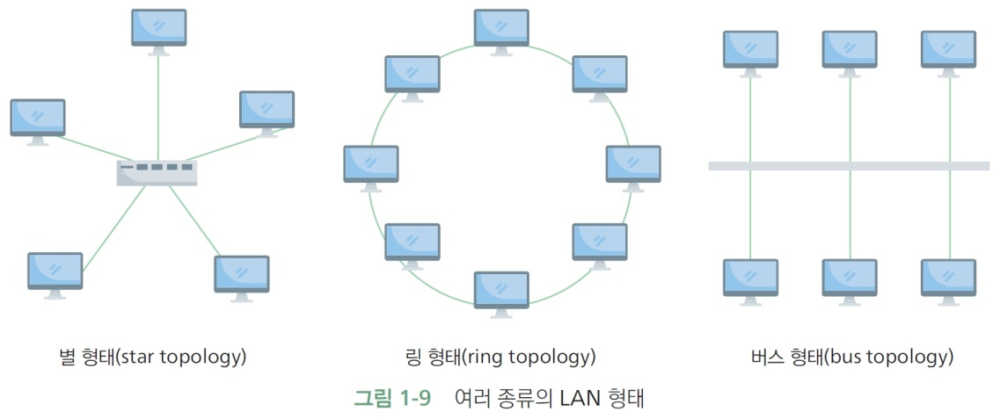 별 형태(star topology)
링 형태(ring topology)
버스 형태(bus topology)
그림 1-9 여러 종류의 LAN 형태